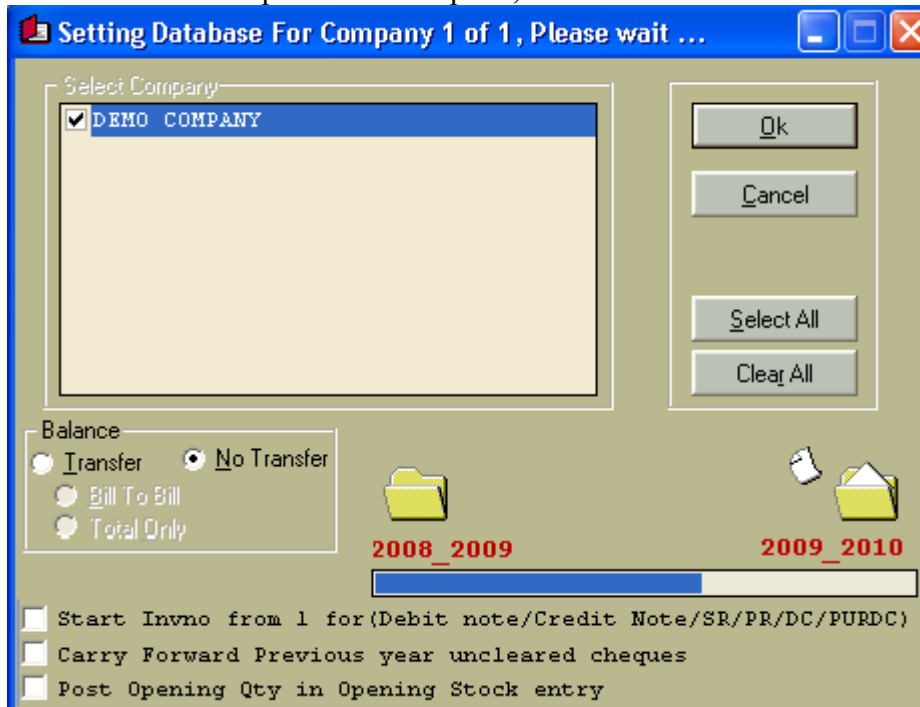 Setting Database For Company 1 of 1, Please wait ...
Select Company
DEMO COMPANY
Ok
Cancel
Select All
Clear All
Balance
Transfer No Transfer
Bill To Bill
Total Only
2008_2009 2009_2010
Start Invno from 1 for(Debit note/Credit Note/SR/PR/DC/PURDC)
Carry Forward Previous year uncleared cheques
Post Opening Qty in Opening Stock entry